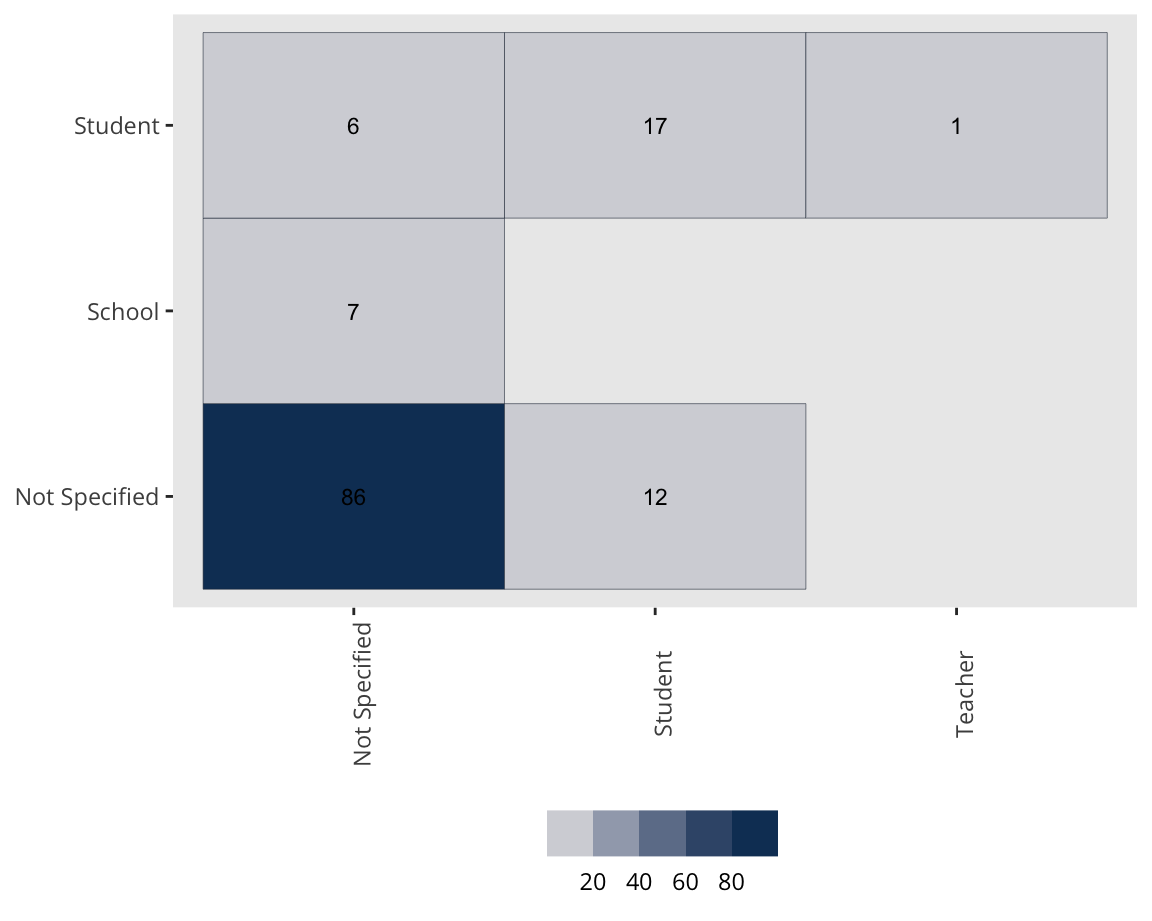 Student 6 17 1
School 7
Not Specified 86 12
Not Specified Student Teacher
20 40 60 80